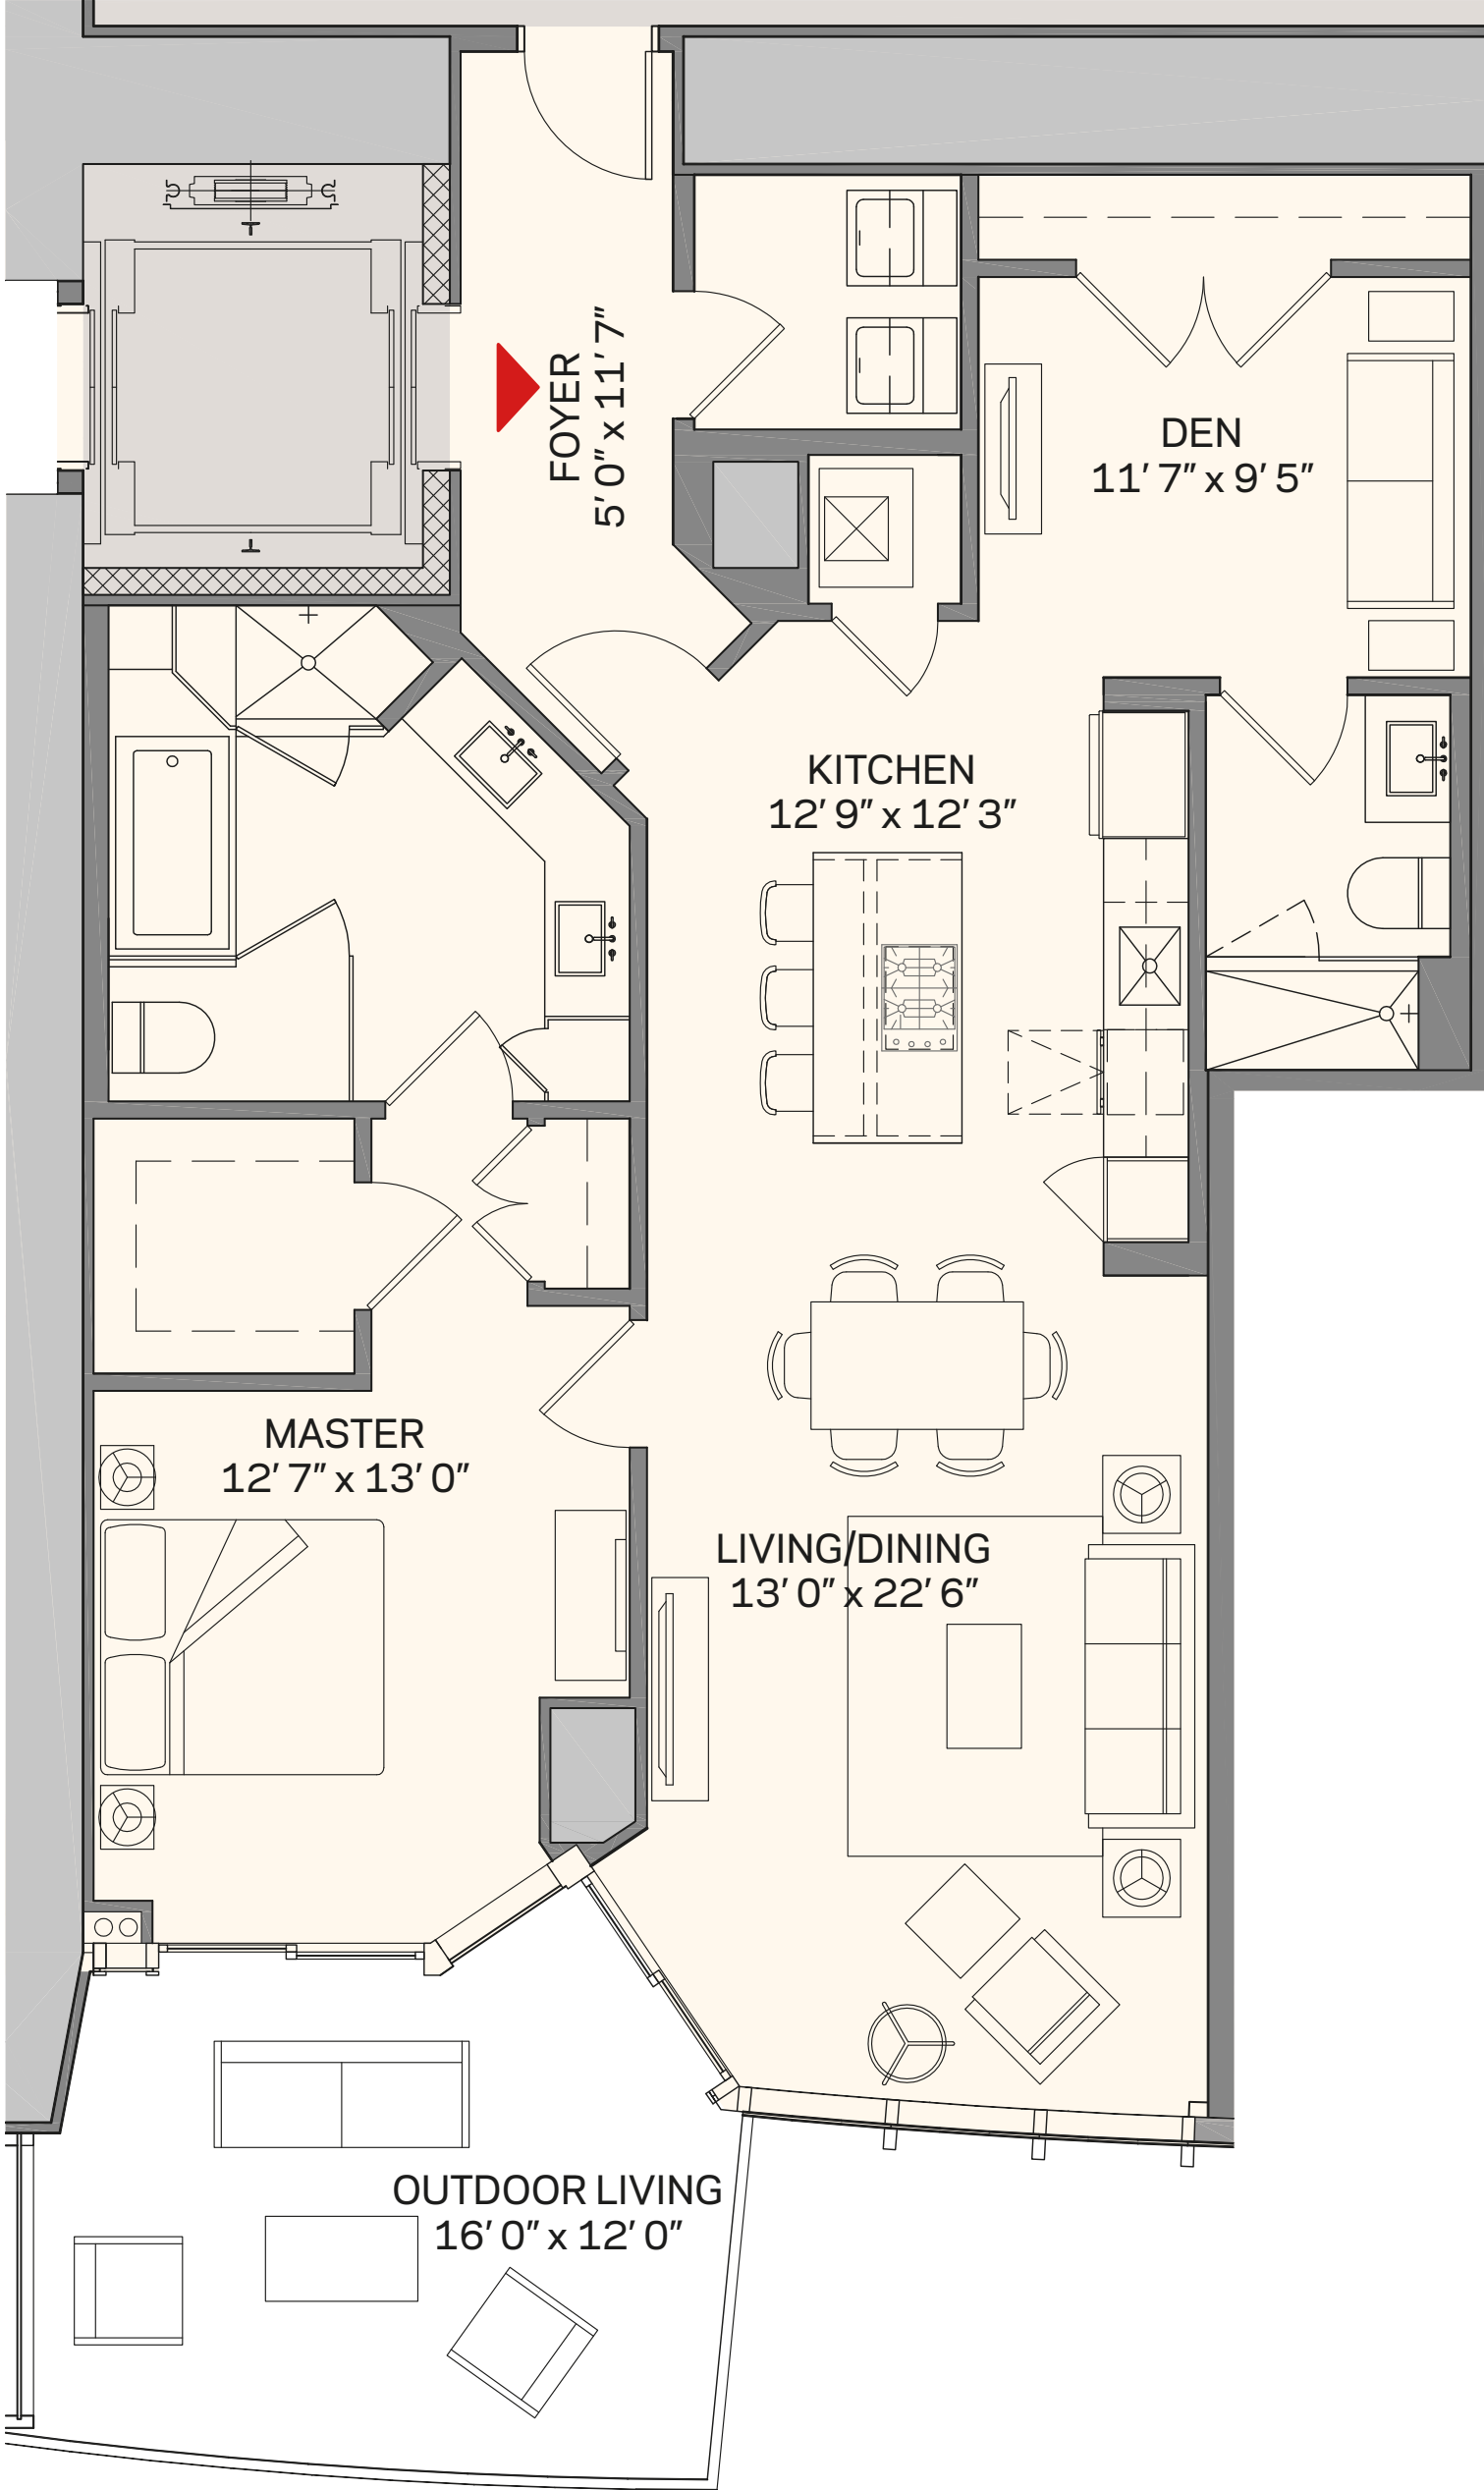 FOYER
5' 0" x 11' 7"
DEN
11' 7" x 9' 5"
KITCHEN
12' 9" x 12' 3"
MASTER
12' 7" x 13' 0"
LIVING/DINING
13' 0" x 22' 6"
OUTDOOR LIVING
16' 0" x 12' 0"